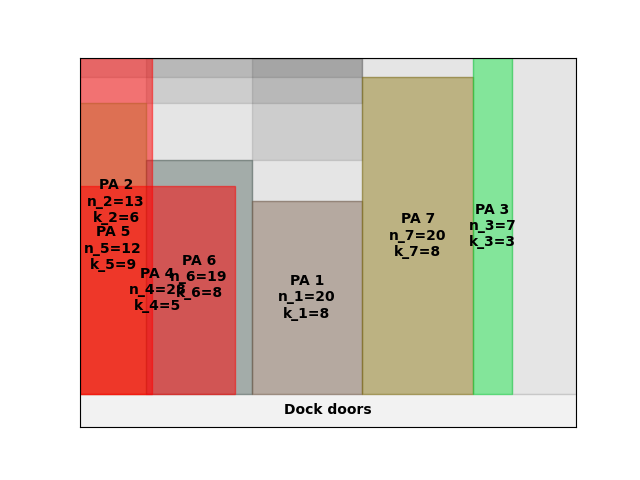 PA 2
n_2=13
k_2=6
PA 5
n_5=12
k_5=9
PA 4
n_4=28
k_4=5
PA 6
n_6=19
k_6=8
PA 1
n_1=20
k_1=8
PA 7
n_7=20
k_7=8
PA 3
n_3=7
k_3=3
Dock doors